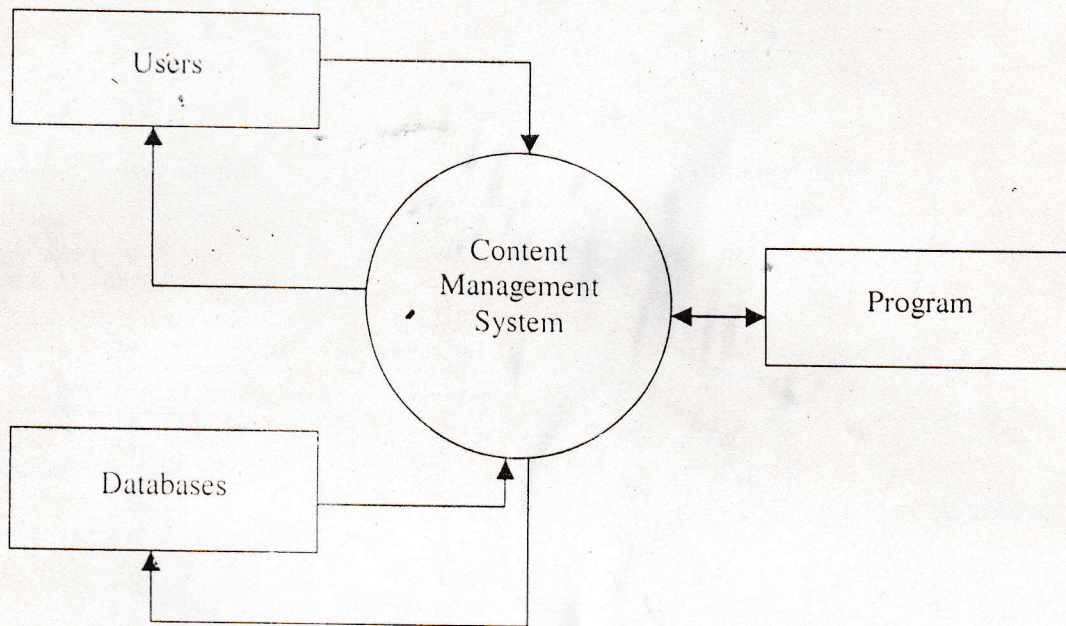 Users
Content
Management
System
Program
Databases